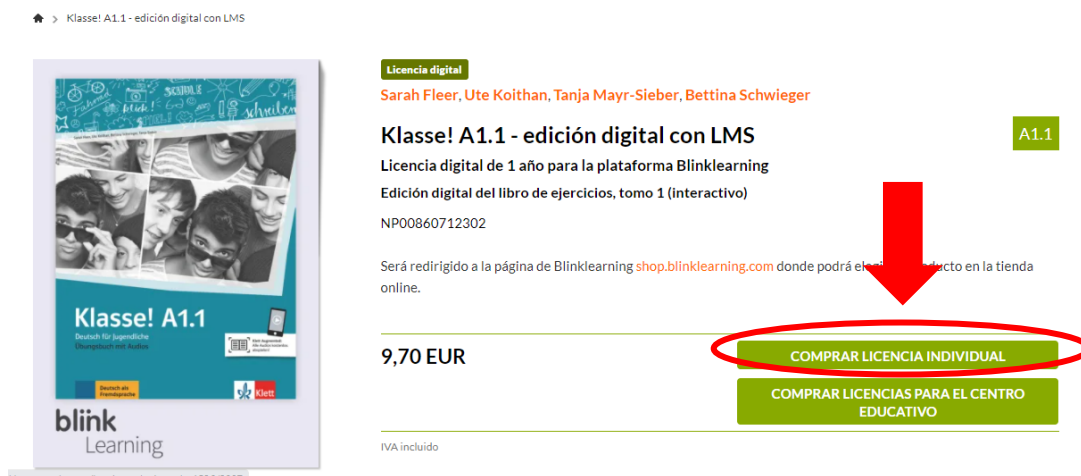 Klasse! A1.1 - edición digital con LMS
Licencia digital
Sarah Fleer, Ute Koithan, Tanja Mayr-Sieber, Bettina Schwieger
Klasse! A1.1 - edición digital con LMS
A1.1
Licencia digital de 1 año para la plataforma Blinklearning
Edición digital del libro de ejercicios, tomo 1 (interactivo)
NP00860712302
Será redirigido a la página de Blinklearning shop.blinklearning.com donde podrá en la tienda
online.
9,70 EUR
COMPRAR LICENCIA INDIVIDUAL
COMPRAR LICENCIAS PARA EL CENTRO
EDUCATIVO
IVA incluido
schreiben
Klasse! A1.1
Deutsch für Jugendliche
Übungsbuch mit Audios
Deutsch als
Fremdsprache
Klett
blink
Learning